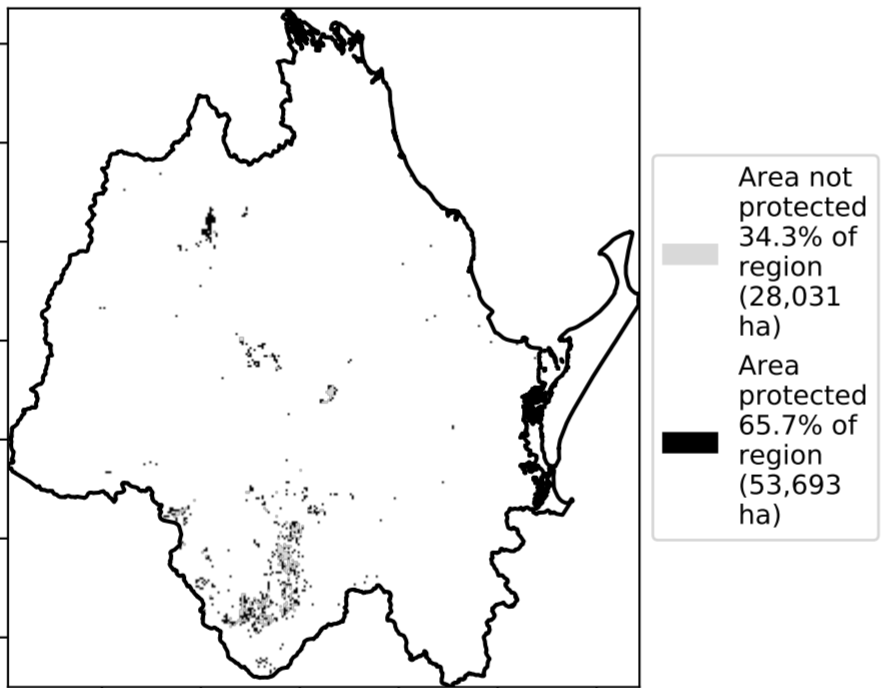 Area not
protected
34.3% of
region
(28,031
ha)
Area
protected
65.7% of
region
(53,693
ha)